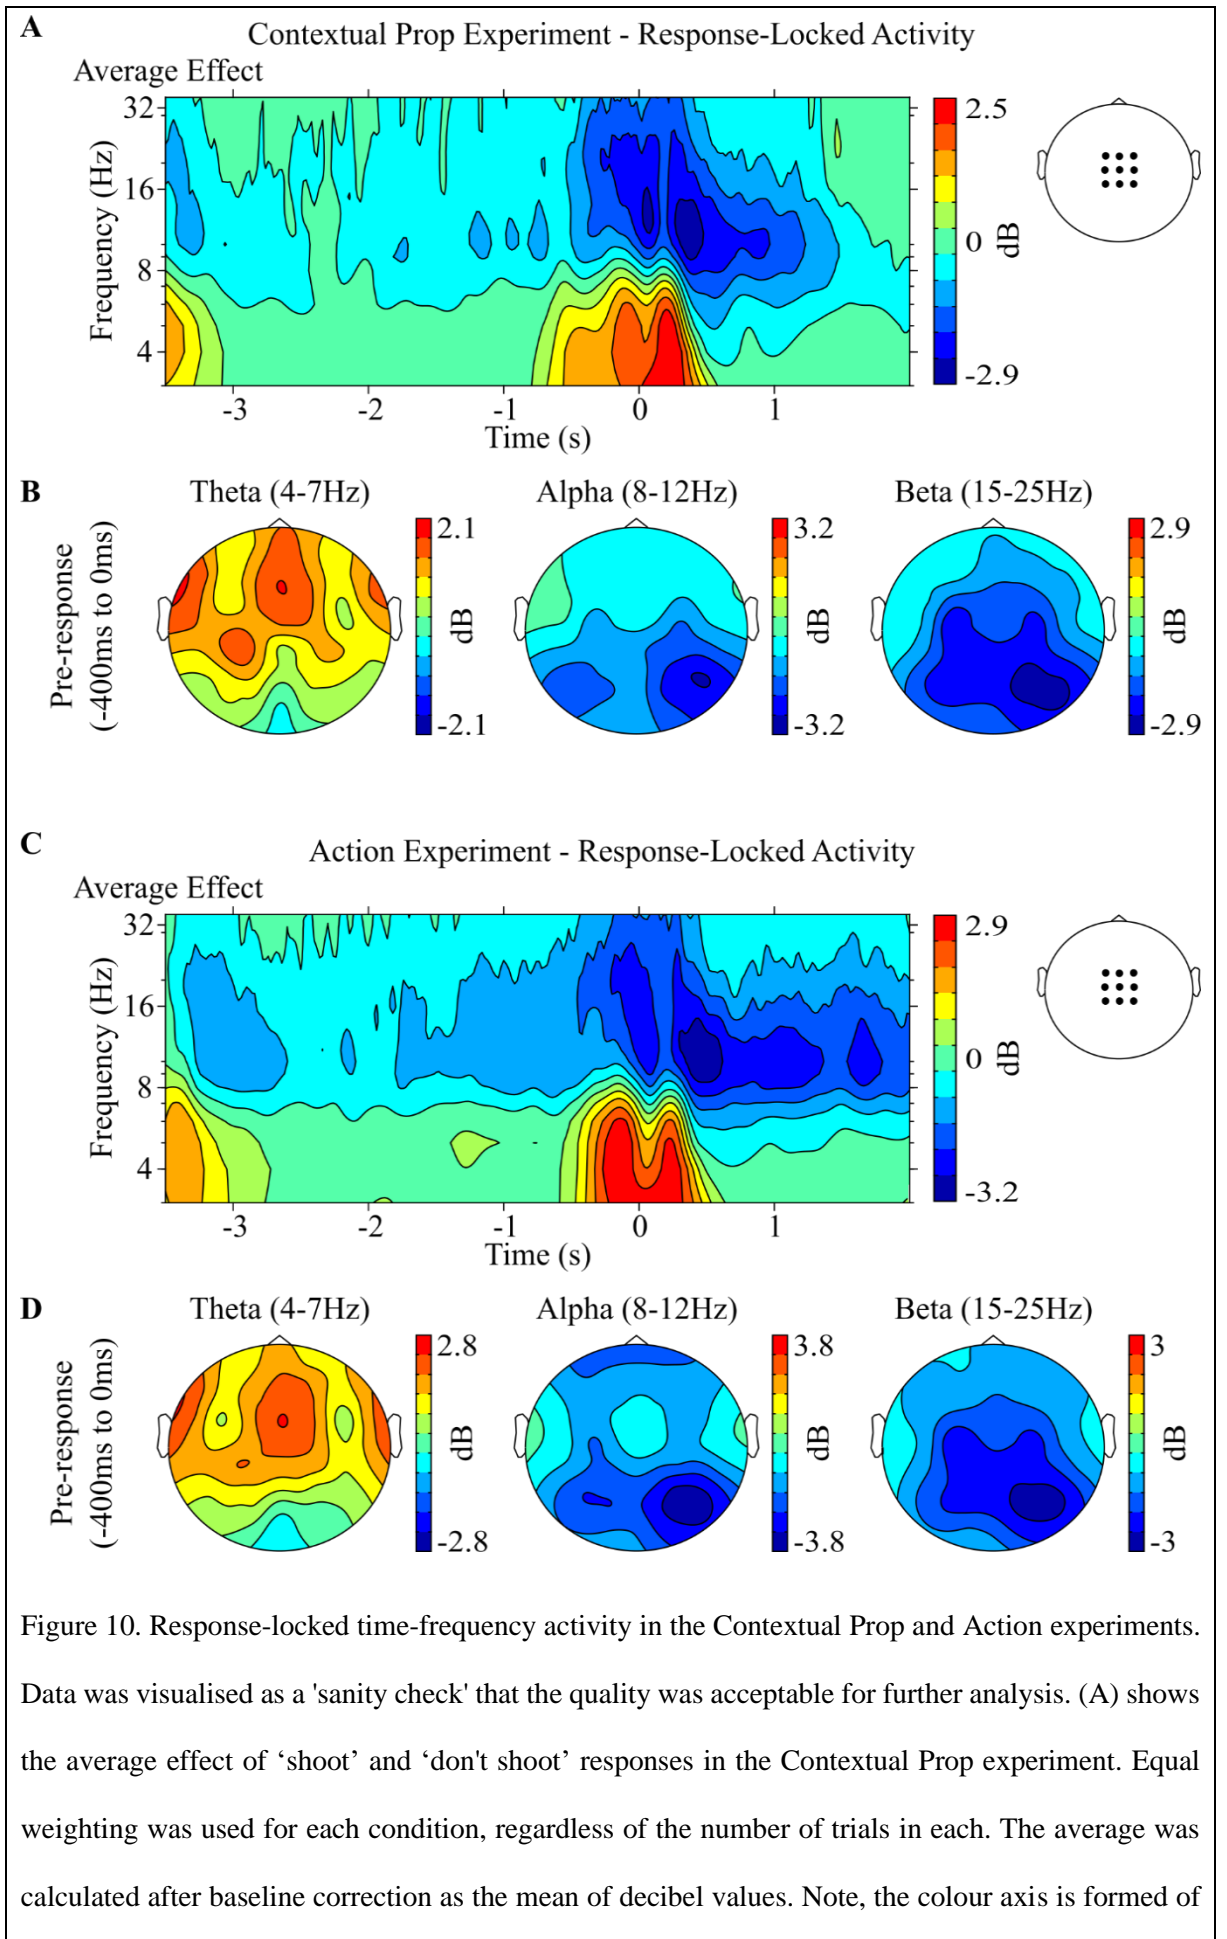 A
Contextual Prop Experiment - Response-Locked Activity
Average Effect
Frequency (Hz)
32
16
8
4
-3 -2 -1 0 1
Time (s)
2.5
0
-2.9
dB
B
Pre-response
(-400ms to 0ms)
Theta (4-7Hz)
2.1
-2.1
dB
Alpha (8-12Hz)
3.2
-3.2
dB
Beta (15-25Hz)
2.9
-2.9
dB
C
Action Experiment - Response-Locked Activity
Average Effect
Frequency (Hz)
32
16
8
4
-3 -2 -1 0 1
Time (s)
2.9
0
-3.2
dB
D
Pre-response
(-400ms to 0ms)
Theta (4-7Hz)
2.8
-2.8
dB
Alpha (8-12Hz)
3.8
-3.8
dB
Beta (15-25Hz)
3
-3
dB
Figure 10. Response-locked time-frequency activity in the Contextual Prop and Action experiments.
Data was visualised as a 'sanity check' that the quality was acceptable for further analysis. (A) shows
the average effect of ‘shoot’ and ‘don't shoot’ responses in the Contextual Prop experiment. Equal
weighting was used for each condition, regardless of the number of trials in each. The average was
calculated after baseline correction as the mean of decibel values. Note, the colour axis is formed of